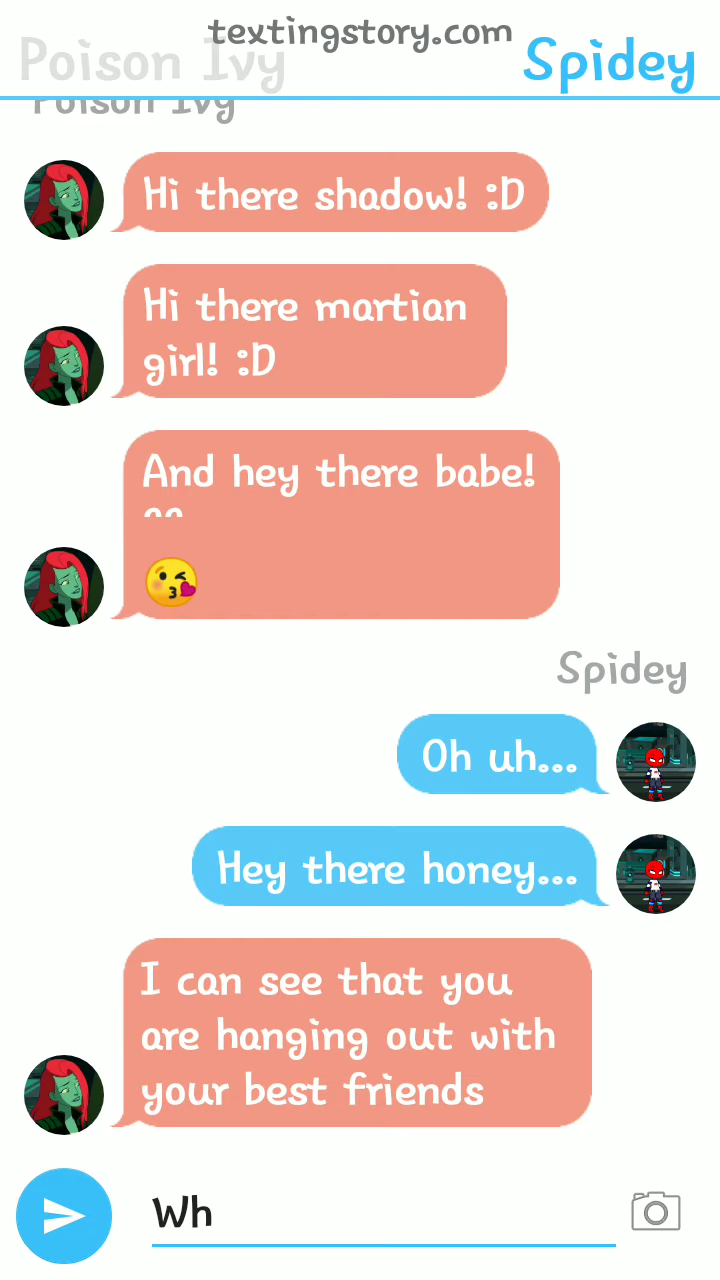 textingstory.com
Poison Ivy
Spidey
Poison Ivy
Hi there shadow! :D
Hi there martian
girl! :D
And hey there babe!
😘
Spidey
Oh uh...
Hey there honey...
I can see that you
are hanging out with
your best friends
Wh